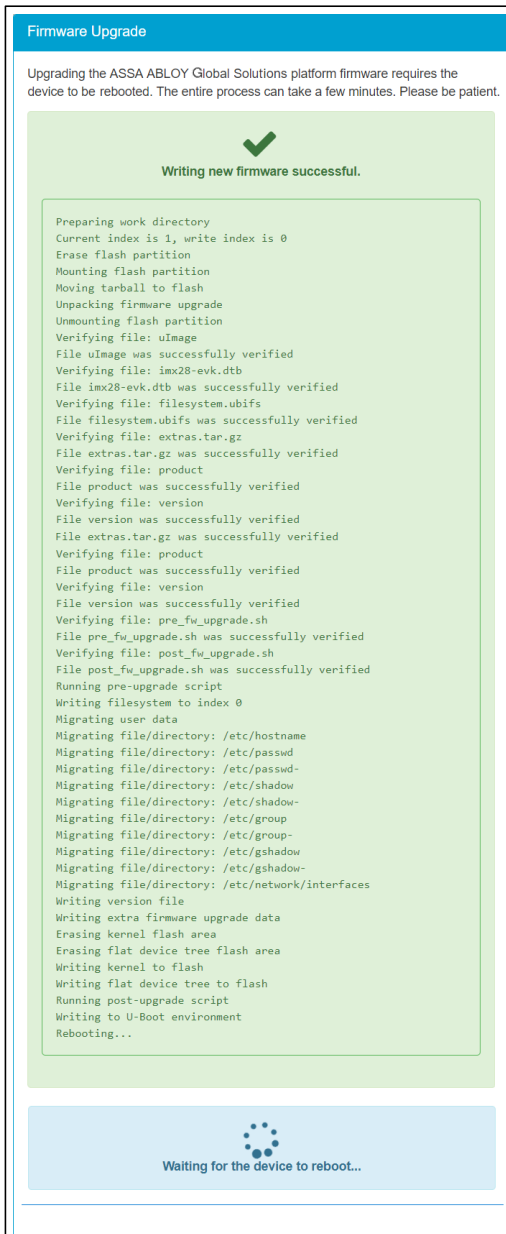 Firmware Upgrade
Upgrading the ASSA ABLOY Global Solutions platform firmware requires the
device to be rebooted. The entire process can take a few minutes. Please be patient.
Writing new firmware successful.
Preparing work directory
Current index is 1, write index is 0
Erase flash partition
Mounting flash partition
Moving tarball to flash
Unpacking firmware upgrade
Unmounting flash partition
Verifying file: uImage
File uImage was successfully verified
Verifying file: imx28-evk.dtb
File imx28-evk.dtb was successfully verified
Verifying file: filesystem.ubifs
File filesystem.ubifs was successfully verified
Verifying file: extras.tar.gz
File extras.tar.gz was successfully verified
Verifying file: product
File product was successfully verified
Verifying file: version
File version was successfully verified
File extras.tar.gz was successfully verified
Verifying file: product
File product was successfully verified
Verifying file: version
File version was successfully verified
Verifying file: pre_fw_upgrade.sh
File pre_fw_upgrade.sh was successfully verified
Verifying file: post_fw_upgrade.sh
File post_fw_upgrade.sh was successfully verified
Running pre-upgrade script
Writing filesystem to index 0
Migrating user data
Migrating file/directory: /etc/hostname
Migrating file/directory: /etc/passwd
Migrating file/directory: /etc/passwd-
Migrating file/directory: /etc/shadow
Migrating file/directory: /etc/shadow-
Migrating file/directory: /etc/group
Migrating file/directory: /etc/group-
Migrating file/directory: /etc/gshadow
Migrating file/directory: /etc/gshadow-
Migrating file/directory: /etc/network/interfaces
Writing version file
Writing extra firmware upgrade data
Erasing kernel flash area
Erasing flat device tree flash area
Writing kernel to flash
Writing flat device tree to flash
Running post-upgrade script
Writing to U-Boot environment
Rebooting...
Waiting for the device to reboot...